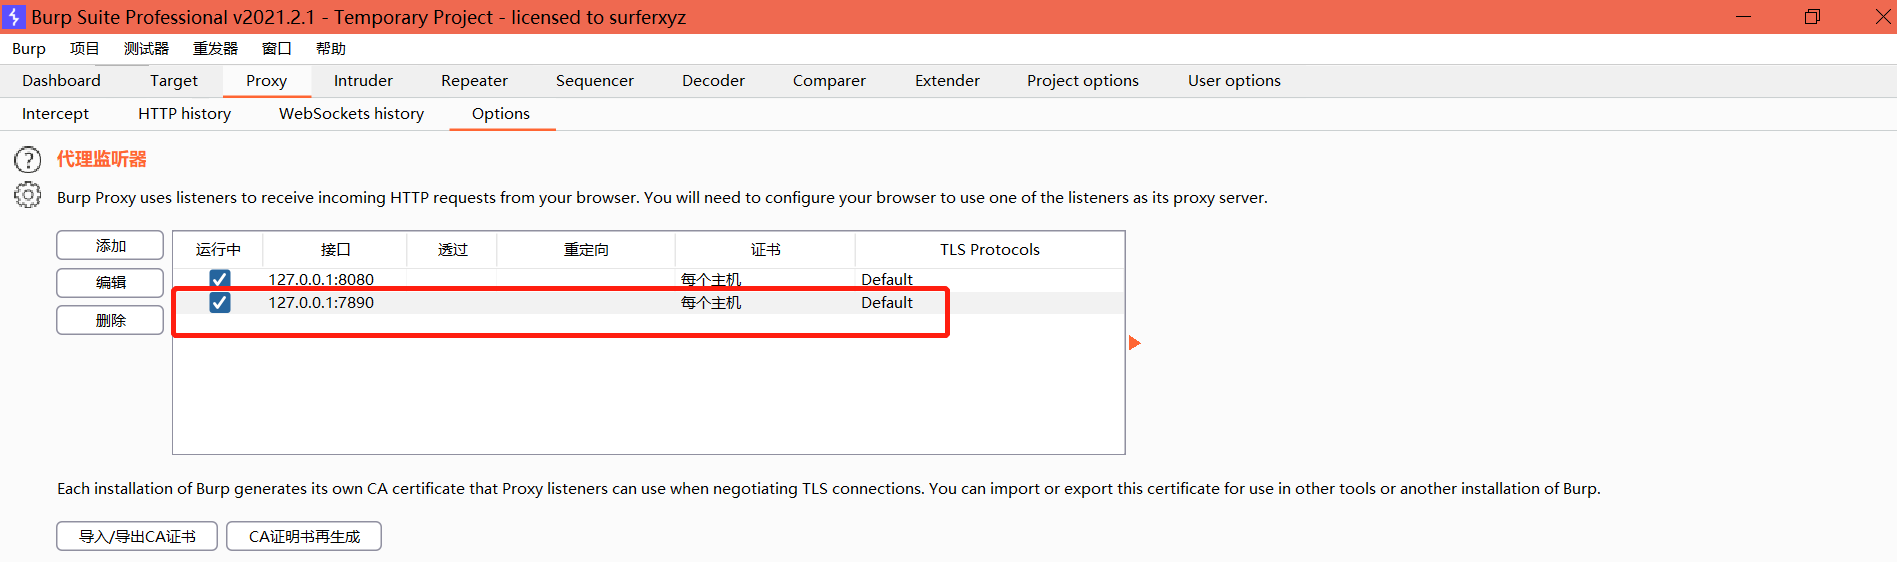 Burp Suite Professional v2021.2.1 - Temporary Project - licensed to surferxyz
Burp 项目 测试器 重发器 窗口 帮助
Dashboard Target Proxy Intruder Repeater Sequencer Decoder Comparer Extender Project options User options
Intercept HTTP history WebSockets history Options
? 代理监听器
Burp Proxy uses listeners to receive incoming HTTP requests from your browser. You will need to configure your browser to use one of the listeners as its proxy server.
添加 运行中 接口 透过 重定向 证书 TLS Protocols
127.0.0.1:8080 每个主机 Default
编辑
127.0.0.1:7890 每个主机 Default
删除
Each installation of Burp generates its own CA certificate that Proxy listeners can use when negotiating TLS connections. You can import or export this certificate for use in other tools or another installation of Burp.
导入/导出CA证书 CA证明书再生成